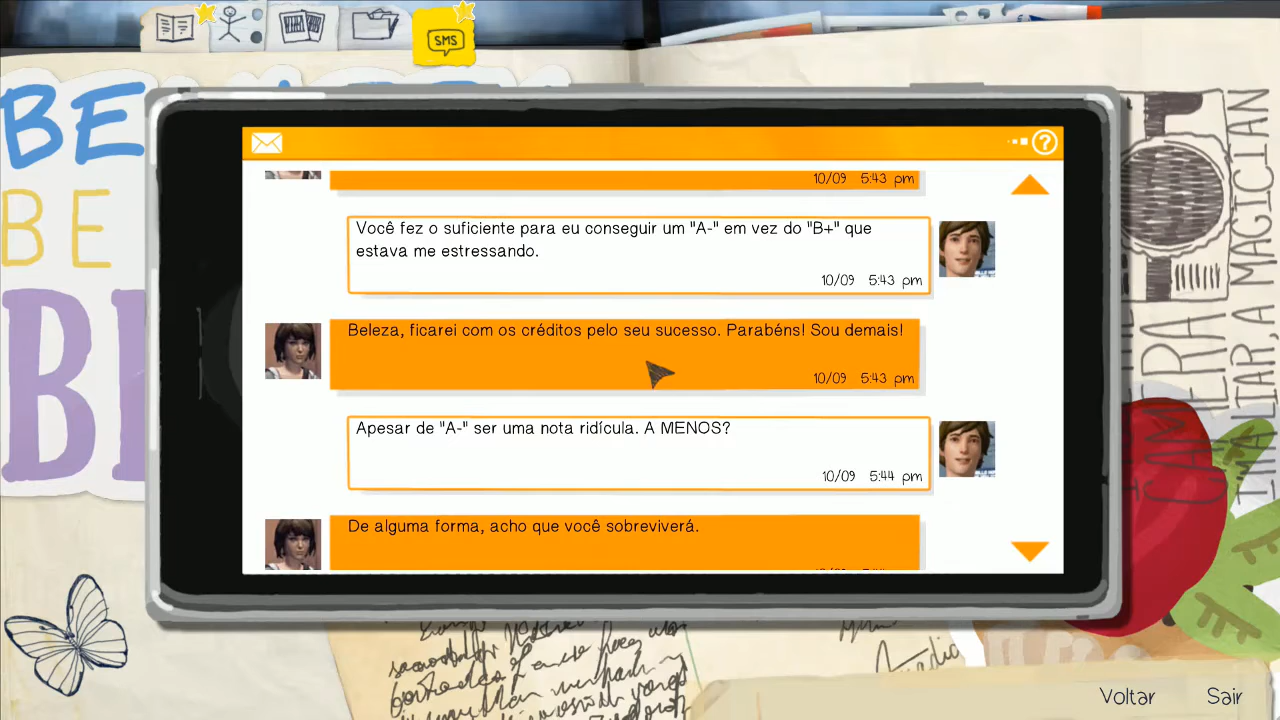 SMS
10/09 5:43 pm
Você fez o suficiente para eu conseguir um "A-" em vez do "B+" que
estava me estressando.
10/09 5:43 pm
Beleza, ficarei com os créditos pelo seu sucesso. Parabéns! Sou demais!
10/09 5:43 pm
Apesar de "A-" ser uma nota ridícula. A MENOS?
10/09 5:44 pm
De alguma forma, acho que você sobreviverá.
BE
CAMERA
MAGICIAN
Voltar Sair